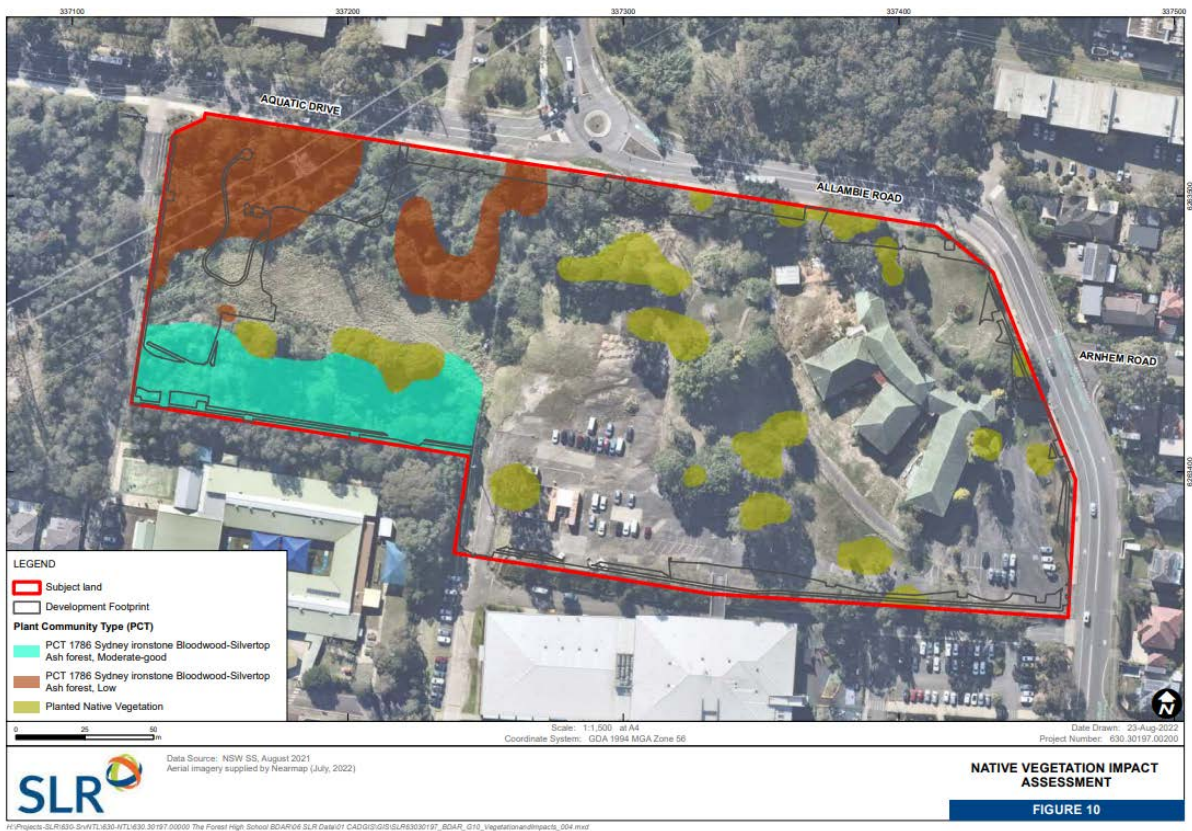 337100
337200
337300
337400
337500
AQUATIC DRIVE
ALLAMBIE ROAD
6263500
ARNHEM ROAD
6263400
LEGEND
Subject land
Development Footprint
Plant Community Type (PCT)
PCT 1786 Sydney ironstone Bloodwood-Silvertop
Ash forest, Moderate-good
PCT 1786 Sydney ironstone Bloodwood-Silvertop
Ash forest, Low
Planted Native Vegetation
N
0 25 50
m
Scale: 1:1,500 at A4
Coordinate System: GDA 1994 MGA Zone 56
Date Drawn: 23-Aug-2022
Project Number: 630.30197.00200
SLR
Data Source: NSW SS, August 2021
Aerial imagery supplied by Nearmap (July, 2022)
NATIVE VEGETATION IMPACT
ASSESSMENT
FIGURE 10